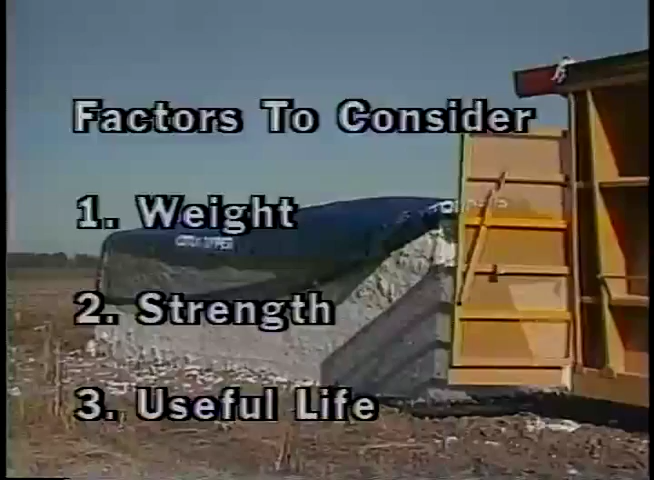 Factors To Consider
1. Weight
2. Strength
3. Useful Life